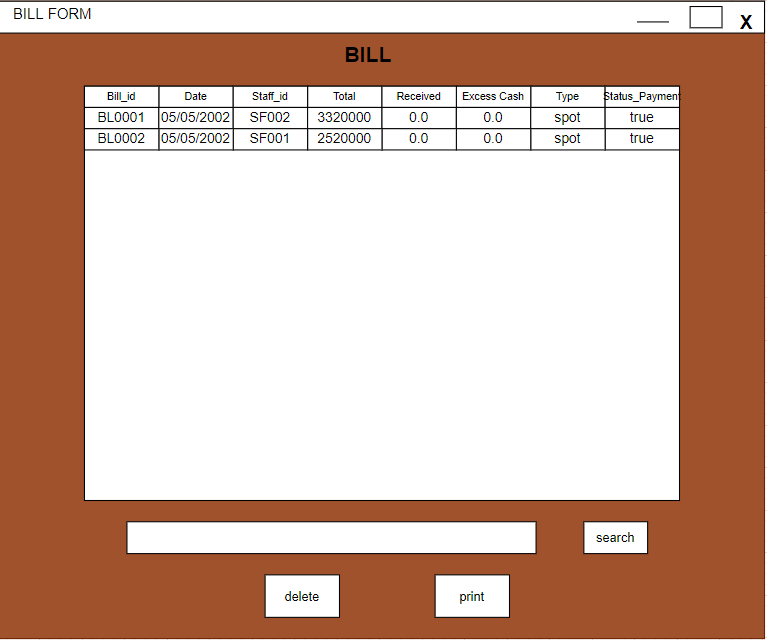 BILL FORM
X
BILL
Bill_id Date Staff_id Total Received Excess Cash Type Status_Payment
BL0001 05/05/2002 SF002 3320000 0.0 0.0 spot true
BL0002 05/05/2002 SF001 2520000 0.0 0.0 spot true
search
delete print